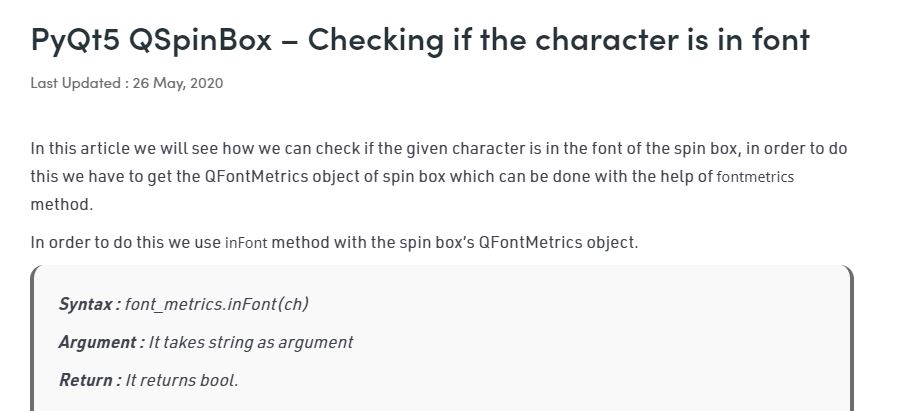 PyQt5 QSpinBox – Checking if the character is in font
Last Updated : 26 May, 2020
In this article we will see how we can check if the given character is in the font of the spin box, in order to do
this we have to get the QFontMetrics object of spin box which can be done with the help of fontmetrics
method.
In order to do this we use inFont method with the spin box's QFontMetrics object.
Syntax : font_metrics.inFont(ch)
Argument : It takes string as argument
Return : It returns bool.